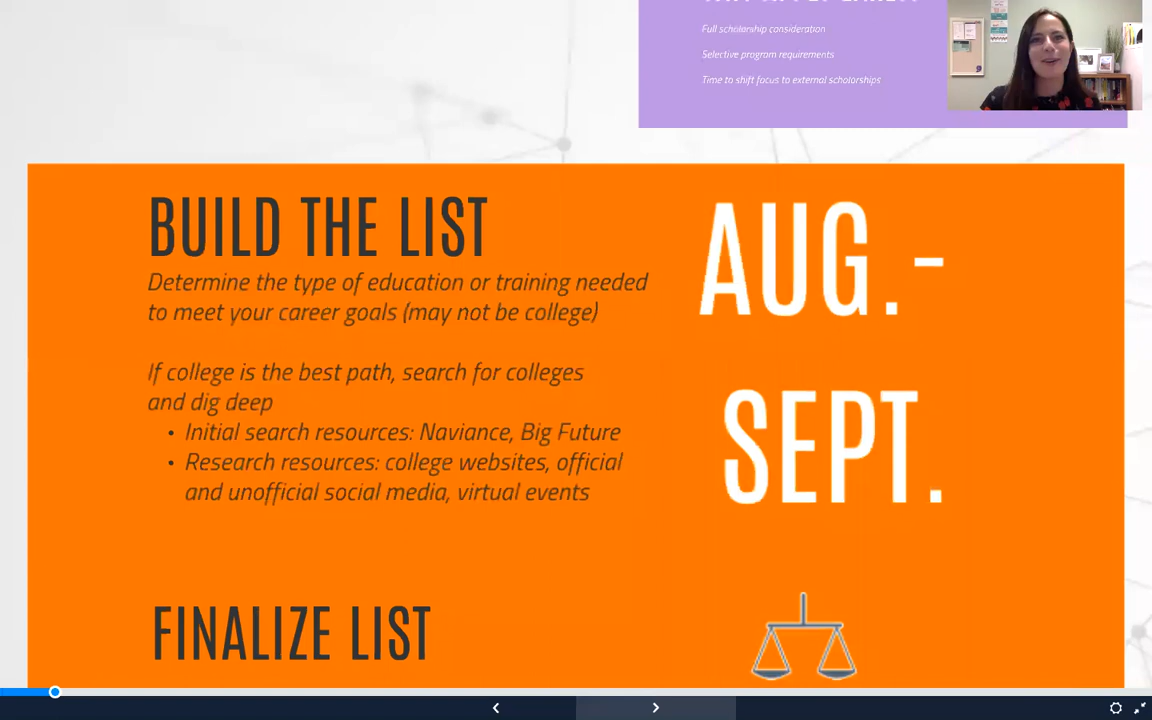 Full scholarship consideration
Selective program requirements
Time to shift focus to external scholarships
BUILD THE LIST
Determine the type of education or training needed
to meet your career goals (may not be college)
If college is the best path, search for colleges
and dig deep
• Initial search resources: Naviance, Big Future
• Research resources: college websites, official
and unofficial social media, virtual events
AUG.-
SEPT.
FINALIZE LIST